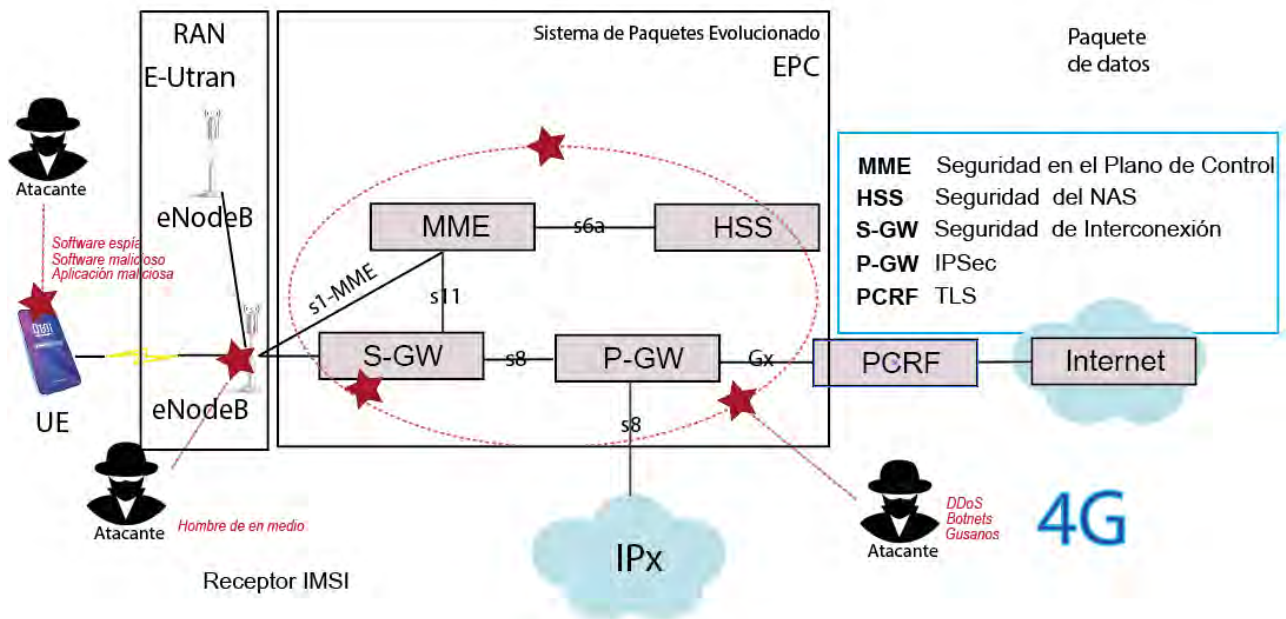 RAN
E-Utran
Sistema de Paquetes Evolucionado
EPC
Paquete
de datos
Atacante
Software espía
Software malicioso
Aplicación maliciosa
eNodeB
MME
s6a
HSS
MME Seguridad en el Plano de Control
HSS Seguridad del NAS
S-GW Seguridad de Interconexión
P-GW IPSec
PCRF TLS
s1-MME
s11
S-GW
s8
P-GW
Gx
PCRF
Internet
UE
eNodeB
s8
Atacante
Hombre de en medio
IPx
Atacante
DDoS
Botnets
Gusanos
4G
Receptor IMSI